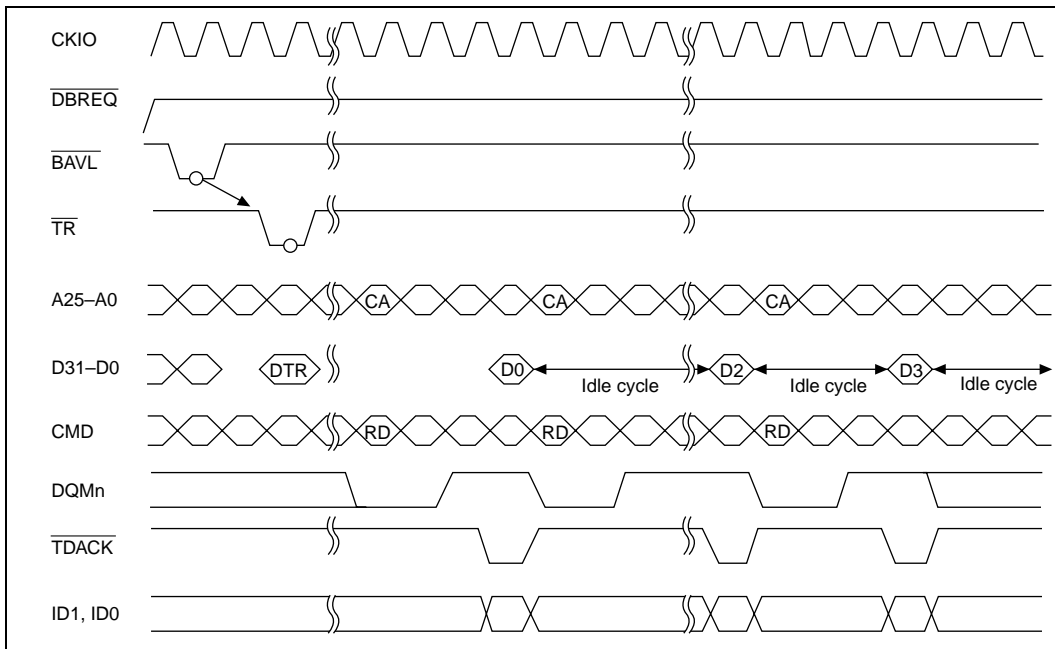 CKIO
DBREQ
BAVL
TR
A25–A0 CA CA CA
D31–D0 DTR D0 Idle cycle D2 Idle cycle D3 Idle cycle
CMD RD RD RD
DQMn
TDACK
ID1, ID0